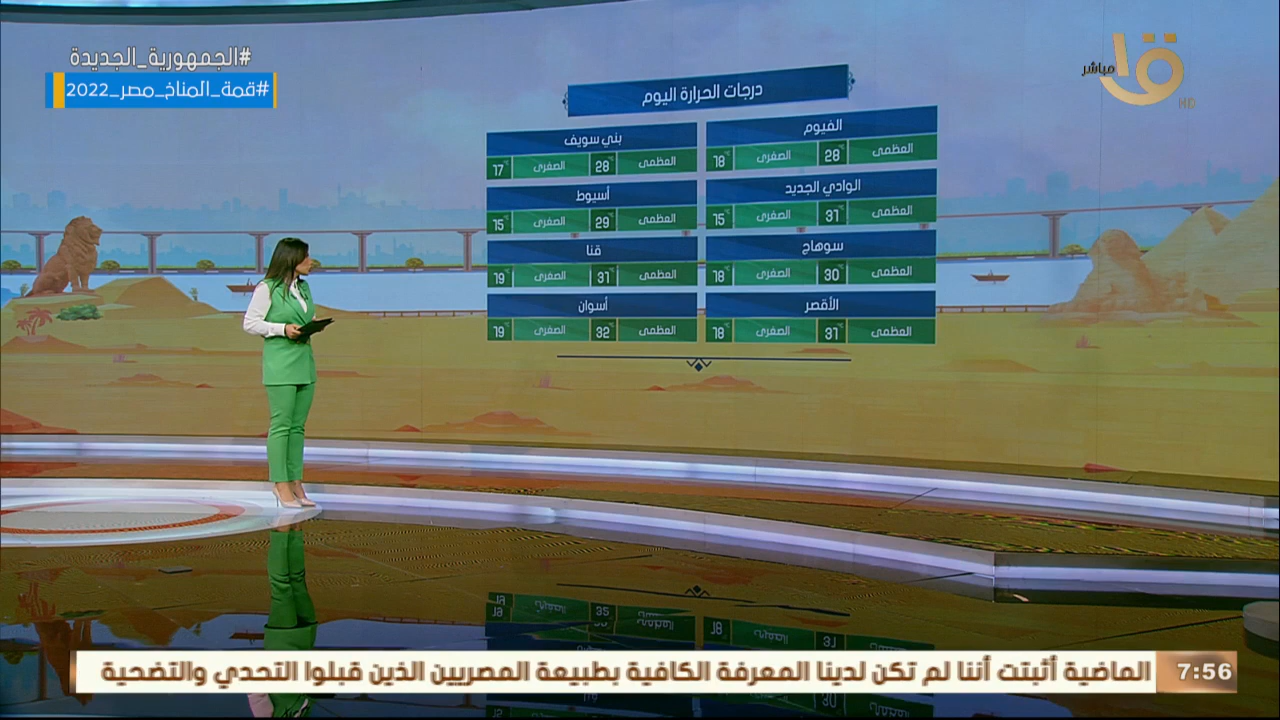 #الجمهورية_الجديدة
#قمة_المناخ_مصر_2022
مباشر
HD
درجات الحرارة اليوم
الفيوم
العظمى 28 الصغرى 18
بني سويف
العظمى 28 الصغرى 17
الوادي الجديد
العظمى 31 الصغرى 15
أسيوط
العظمى 29 الصغرى 15
سوهاج
العظمى 30 الصغرى 18
قنا
العظمى 31 الصغرى 19
الأقصر
العظمى 31 الصغرى 18
أسوان
العظمى 32 الصغرى 19
7:56
الماضية أثبتت أننا لم تكن لدينا المعرفة الكافية بطبيعة المصريين الذين قبلوا التحدي والتضحية